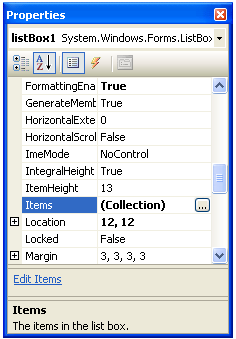 Properties
listBox1 System.Windows.Forms.ListBox
FormattingEna True
GenerateMemb True
HorizontalExte 0
HorizontalScrol False
ImeMode NoControl
IntegralHeight True
ItemHeight 13
Items (Collection) ...
Location 12, 12
Locked False
Margin 3, 3, 3, 3
Edit Items
Items
The items in the list box.